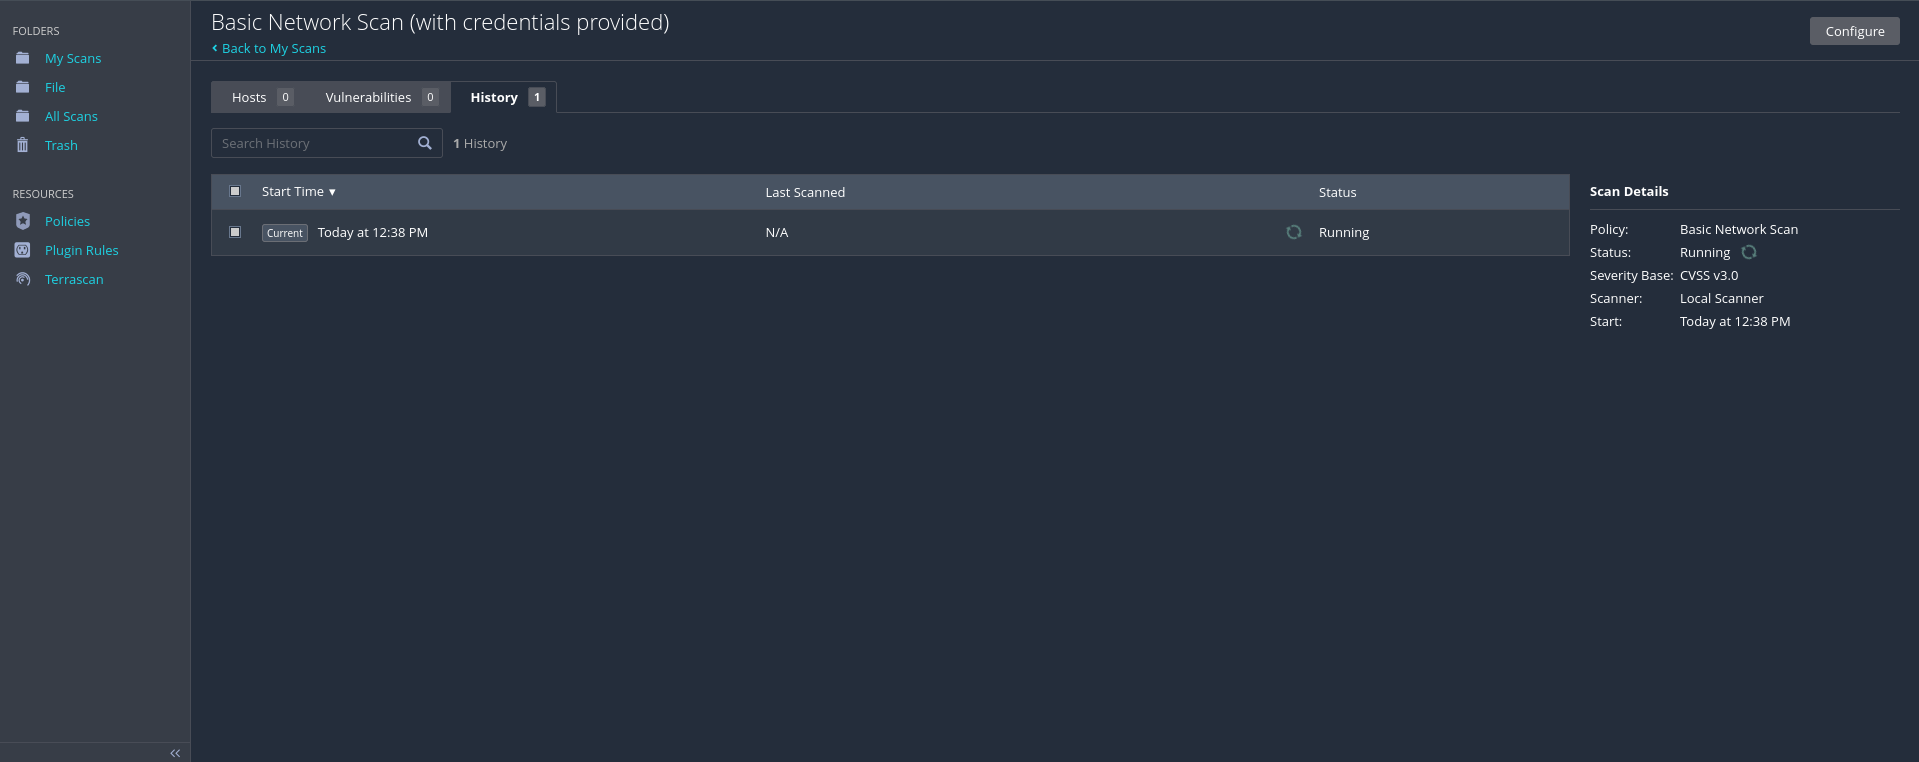 FOLDERS
My Scans
File
All Scans
Trash
RESOURCES
Policies
Plugin Rules
Terrascan
Basic Network Scan (with credentials provided)
Back to My Scans
Configure
Hosts 0 Vulnerabilities 0 History 1
Search History 1 History
Start Time ▾ Last Scanned Status
Current Today at 12:38 PM N/A Running
Scan Details
Policy: Basic Network Scan
Status: Running
Severity Base: CVSS v3.0
Scanner: Local Scanner
Start: Today at 12:38 PM